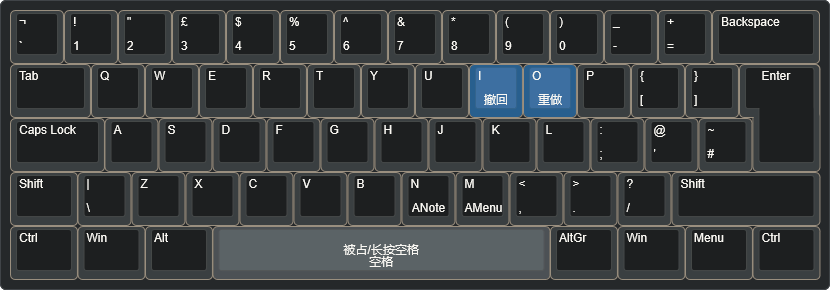 ¬ ! " £ $ % ^ & * ( ) _ + Backspace
` 1 2 3 4 5 6 7 8 9 0 - =
Tab Q W E R T Y U I O P { } Enter
撤回 重做 [ ]
Caps Lock A S D F G H J K L : @ ~
; ' #
Shift | Z X C V B N M < > ? Shift
\ ANote AMenu , . /
Ctrl Win Alt 被占/长按空格 AltGr Win Menu Ctrl
空格